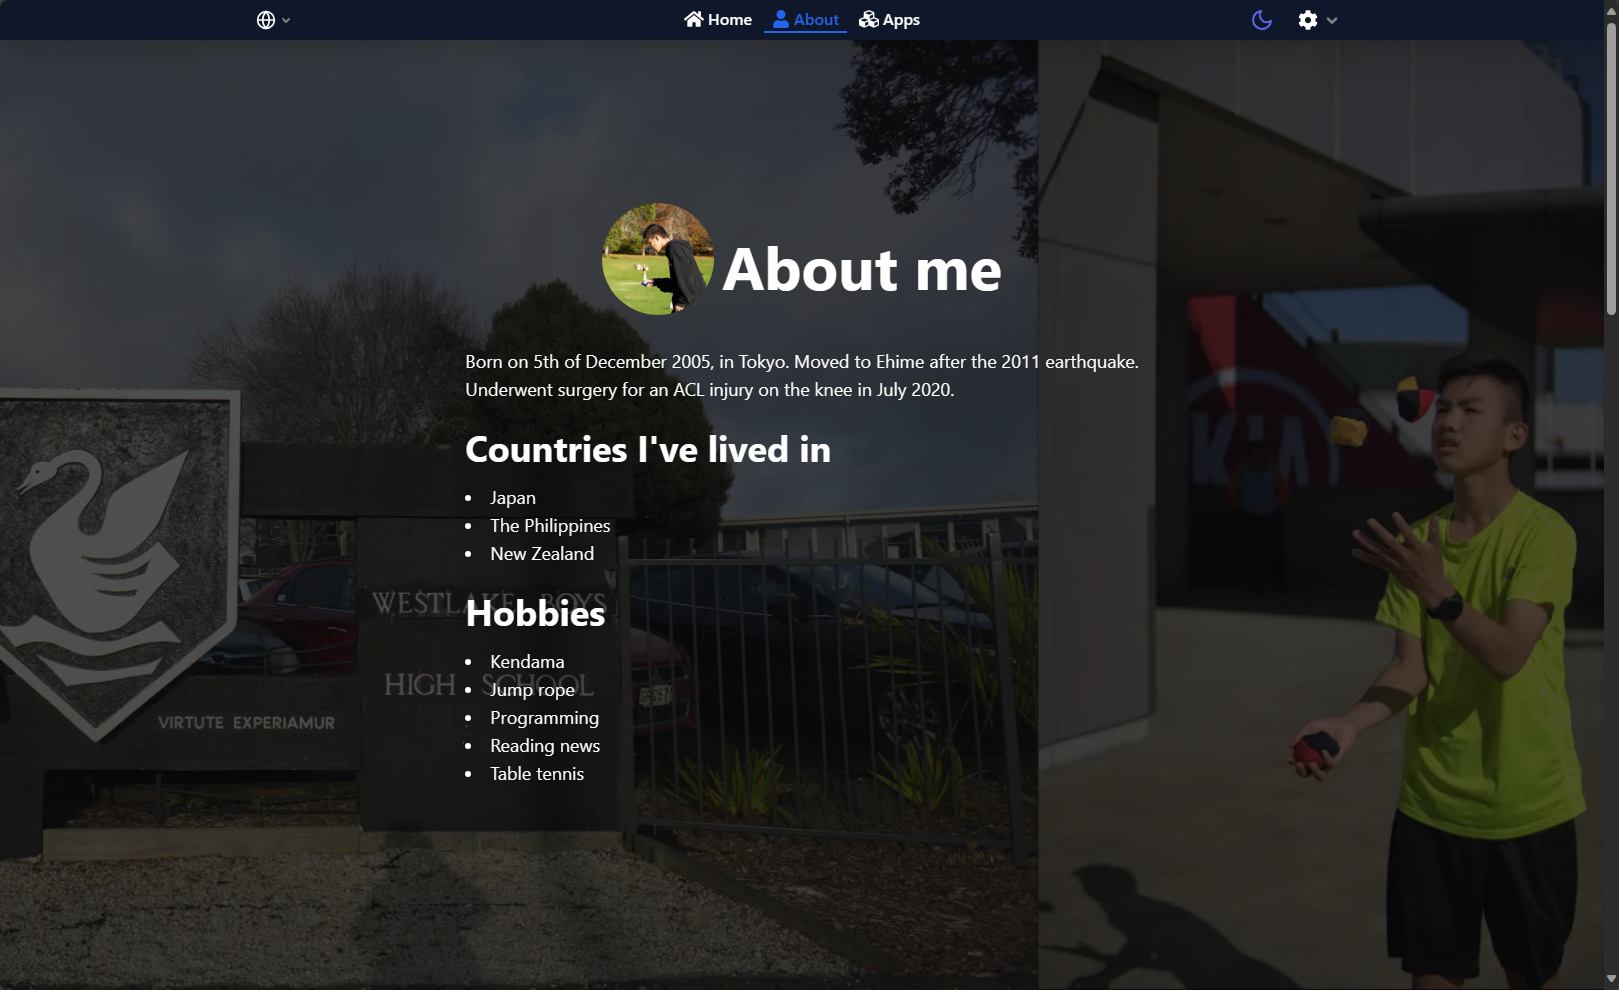 Home
About
Apps
About me
Born on 5th of December 2005, in Tokyo. Moved to Ehime after the 2011 earthquake.
Underwent surgery for an ACL injury on the knee in July 2020.
Countries I've lived in
Japan
The Philippines
New Zealand
Hobbies
Kendama
Jump rope
Programming
Reading news
Table tennis
WESTLAKE BOYS
HIGH SCHOOL
VIRTUTE EXPERIAMUR
KIA